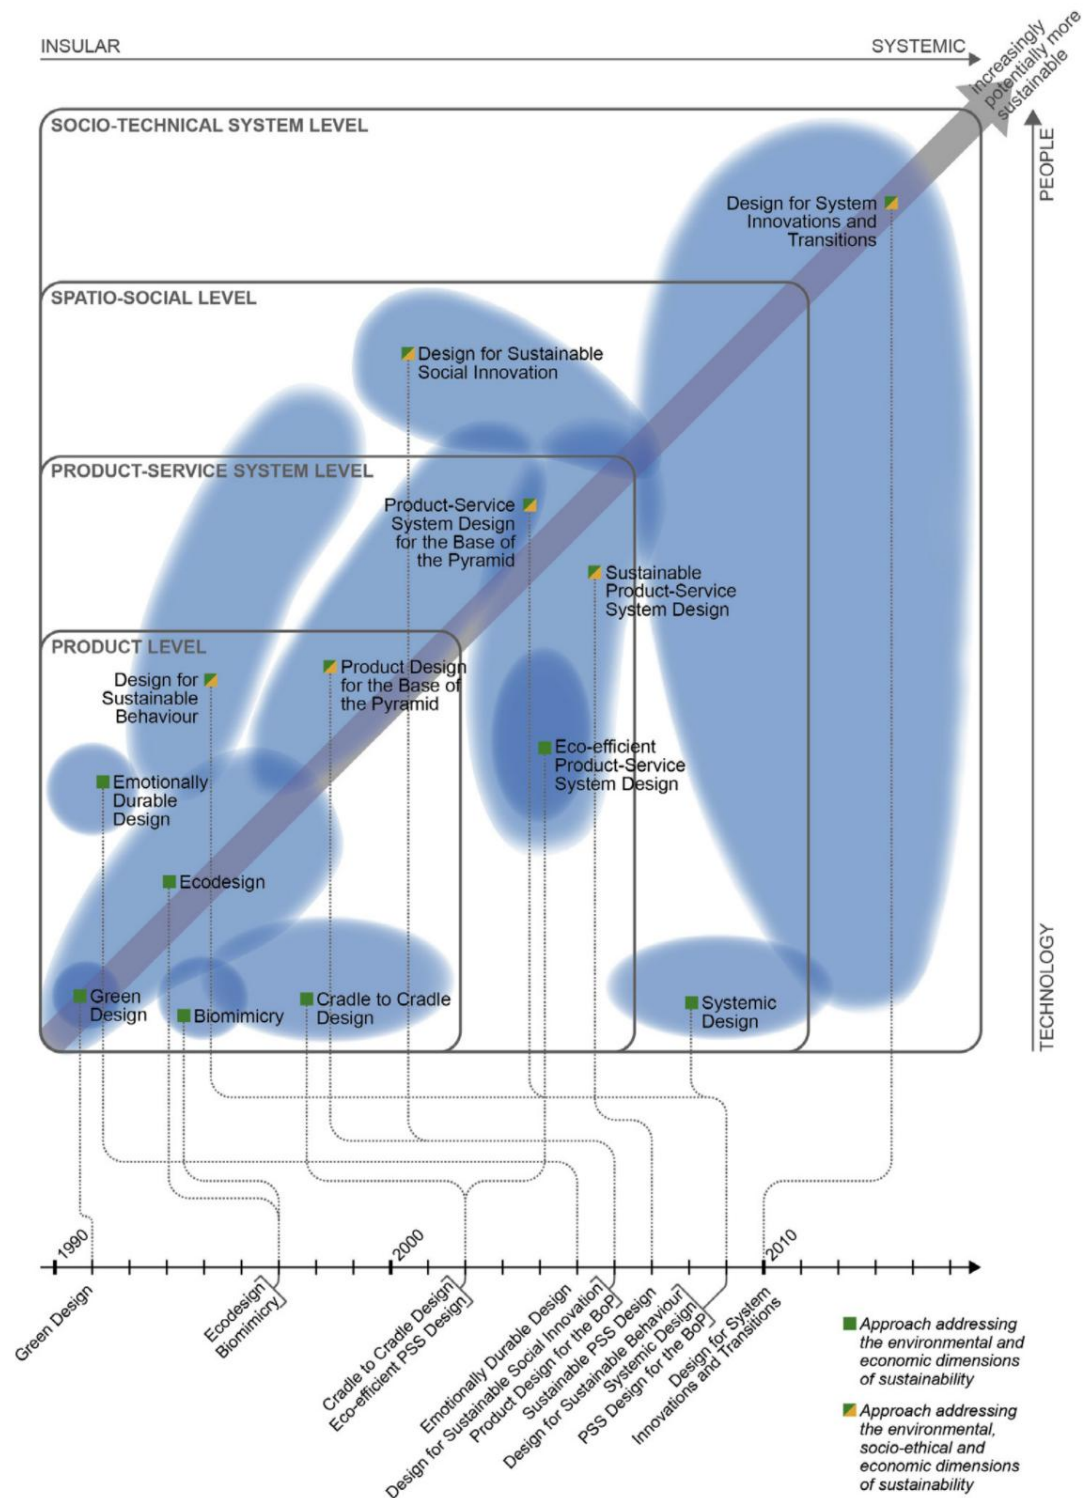 INSULAR
SYSTEMIC
increasingly
potentially more
sustainable
PEOPLE
TECHNOLOGY
SOCIO-TECHNICAL SYSTEM LEVEL
Design for System
Innovations and
Transitions
SPATIO-SOCIAL LEVEL
Design for Sustainable
Social Innovation
PRODUCT-SERVICE SYSTEM LEVEL
Product-Service
System Design
for the Base of
the Pyramid
Sustainable
Product-Service
System Design
PRODUCT LEVEL
Design for
Sustainable
Behaviour
Product Design
for the Base of
the Pyramid
Eco-efficient
Product-Service
System Design
Emotionally
Durable
Design
Ecodesign
Green
Design
Biomimicry
Cradle to Cradle
Design
Systemic
Design
1990
2000
2010
Green Design
Ecodesign
Biomimicry
Cradle to Cradle Design
Eco-efficient PSS Design
Emotionally Durable Design
Design for Sustainable Social Innovation
Product Design for the BoP
Sustainable PSS Design
Design for Sustainable Behaviour
Systemic Design
PSS Design for the BoP
Design for System
Innovations and Transitions
Approach addressing
the environmental and
economic dimensions
of sustainability
Approach addressing
the environmental,
socio-ethical and
economic dimensions
of sustainability